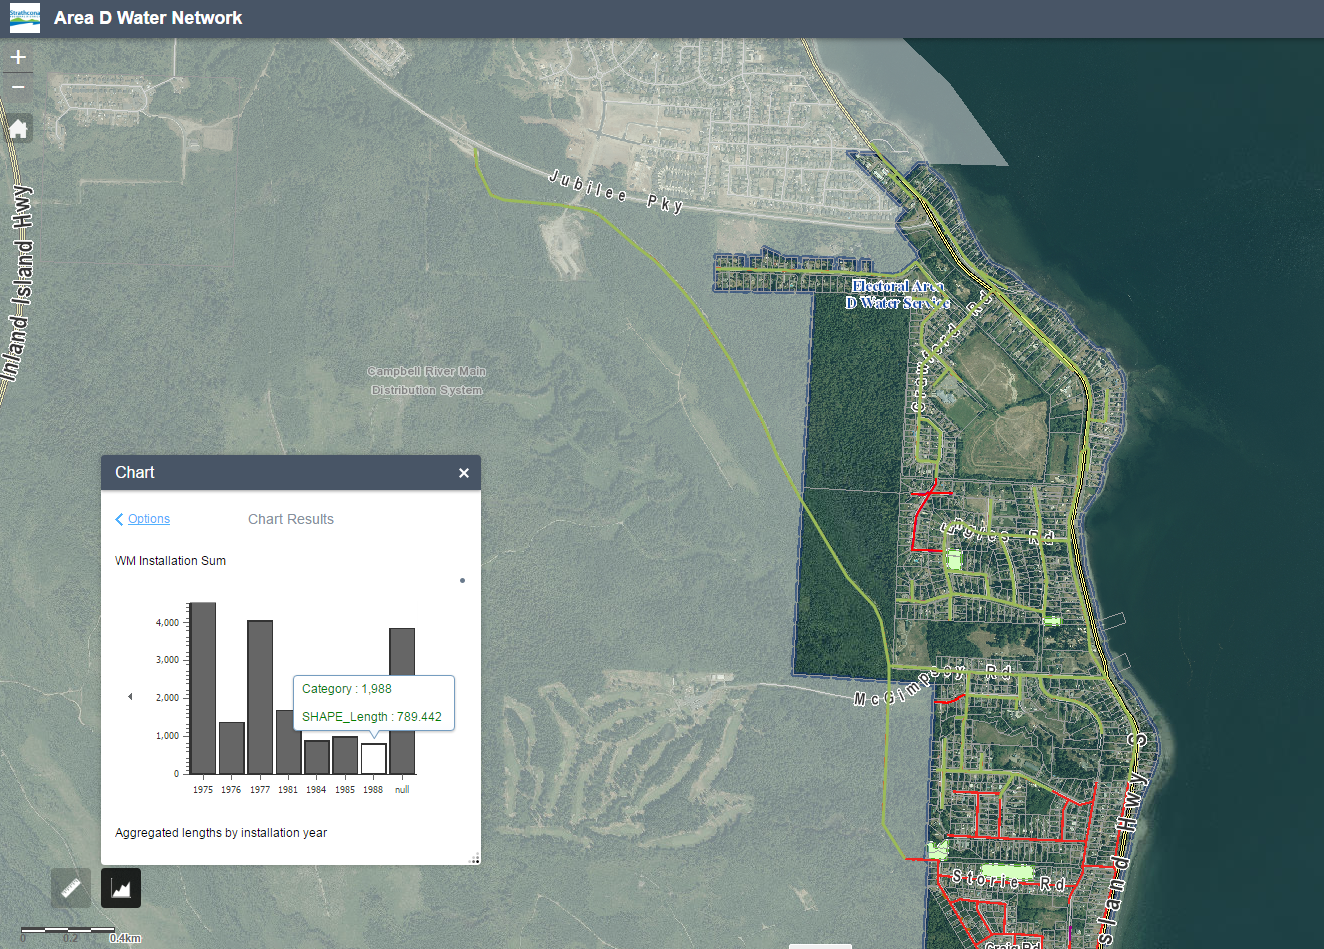 Strathcona
Area D Water Network
+
−
Jubilee Pky
Inland Island Hwy
Electoral Area
D Water Service
Rd
Campbell River Main
Distribution System
Rd
McGimpsey Rd
Storie Rd
Craig Rd
Island Hwy S
Chart
×
Options
Chart Results
WM Installation Sum
4,000
3,000
2,000
1,000
0
Category : 1,988
SHAPE_Length : 789.442
1975 1976 1977 1981 1984 1985 1988 null
Aggregated lengths by installation year
0 0.2 0.4km